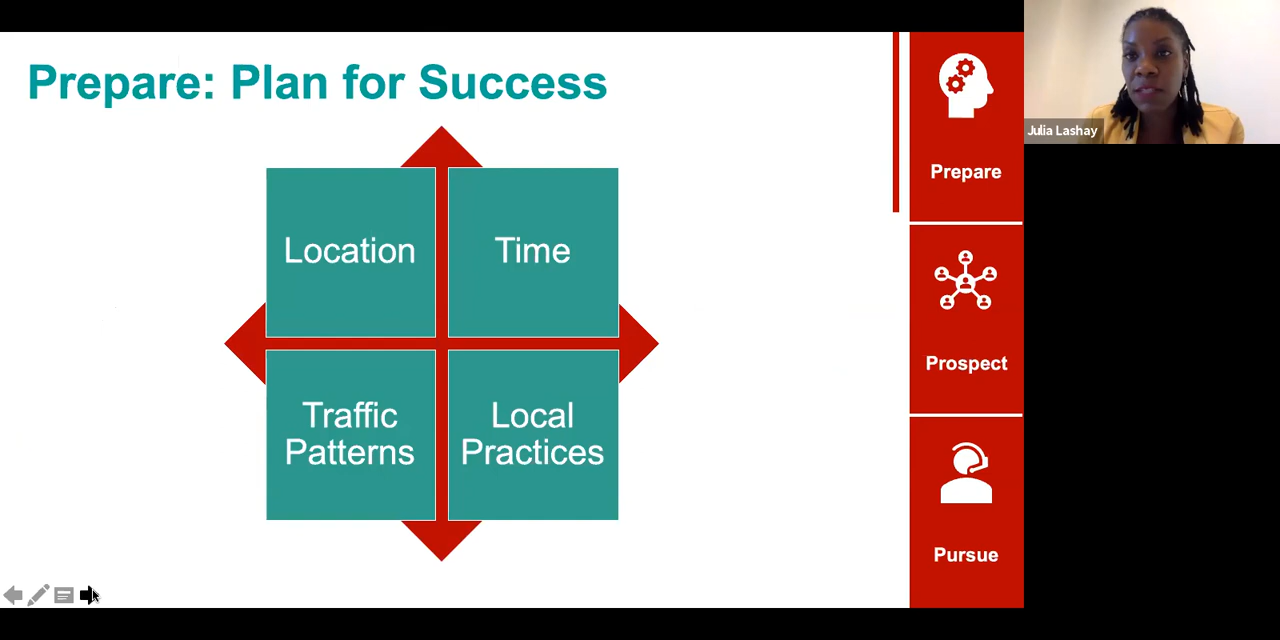 Prepare: Plan for Success
Location
Time
Traffic
Patterns
Local
Practices
Prepare
Prospect
Pursue
Julia Lashay